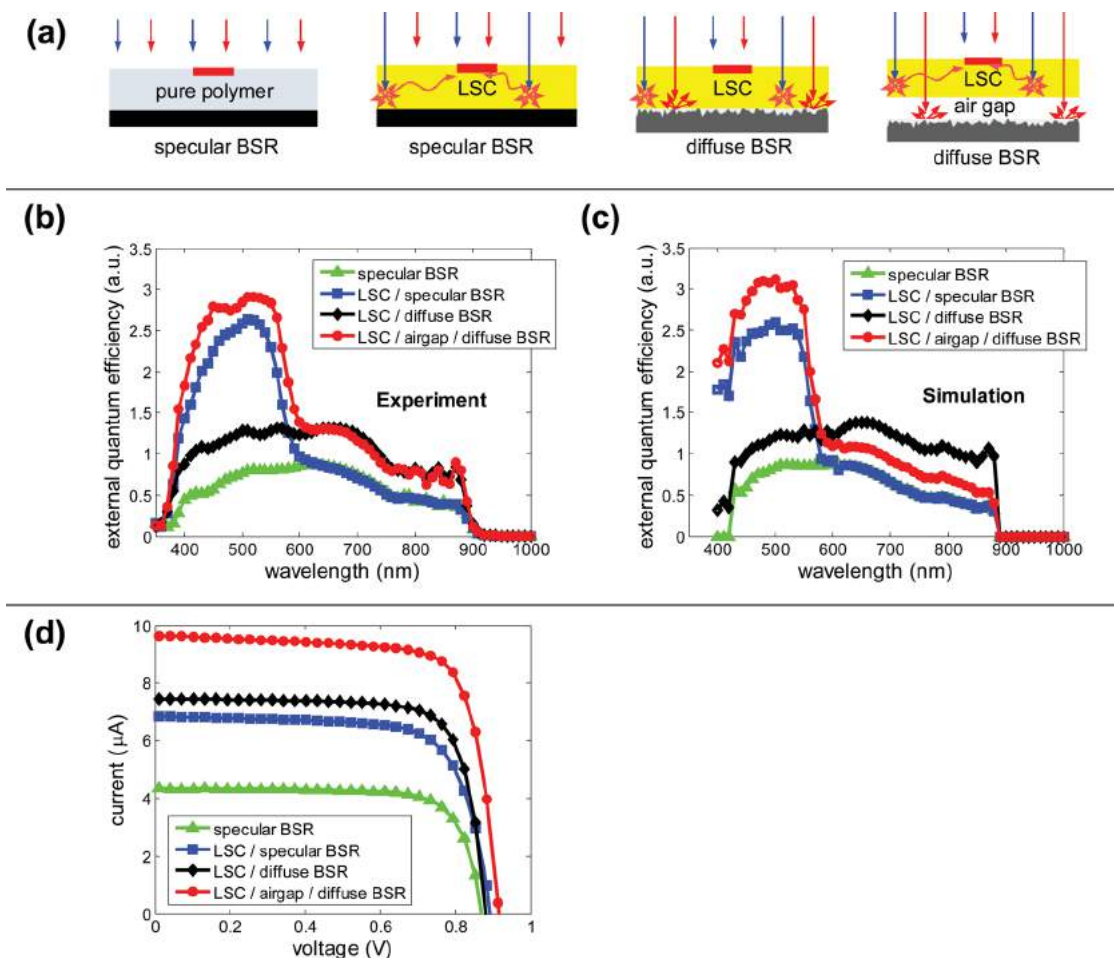 (a)
pure polymer
specular BSR
LSC
specular BSR
LSC
diffuse BSR
LSC
air gap
diffuse BSR
(b)
external quantum efficiency (a.u.)
3.5
3
2.5
2
1.5
1
0.5
0
400 500 600 700 800 900 1000
wavelength (nm)
specular BSR
LSC / specular BSR
LSC / diffuse BSR
LSC / airgap / diffuse BSR
Experiment
(c)
external quantum efficiency (a.u.)
3.5
3
2.5
2
1.5
1
0.5
0
400 500 600 700 800 900 1000
wavelength (nm)
specular BSR
LSC / specular BSR
LSC / diffuse BSR
LSC / airgap / diffuse BSR
Simulation
(d)
current (μA)
10
8
6
4
2
0
0 0.2 0.4 0.6 0.8 1
voltage (V)
specular BSR
LSC / specular BSR
LSC / diffuse BSR
LSC / airgap / diffuse BSR